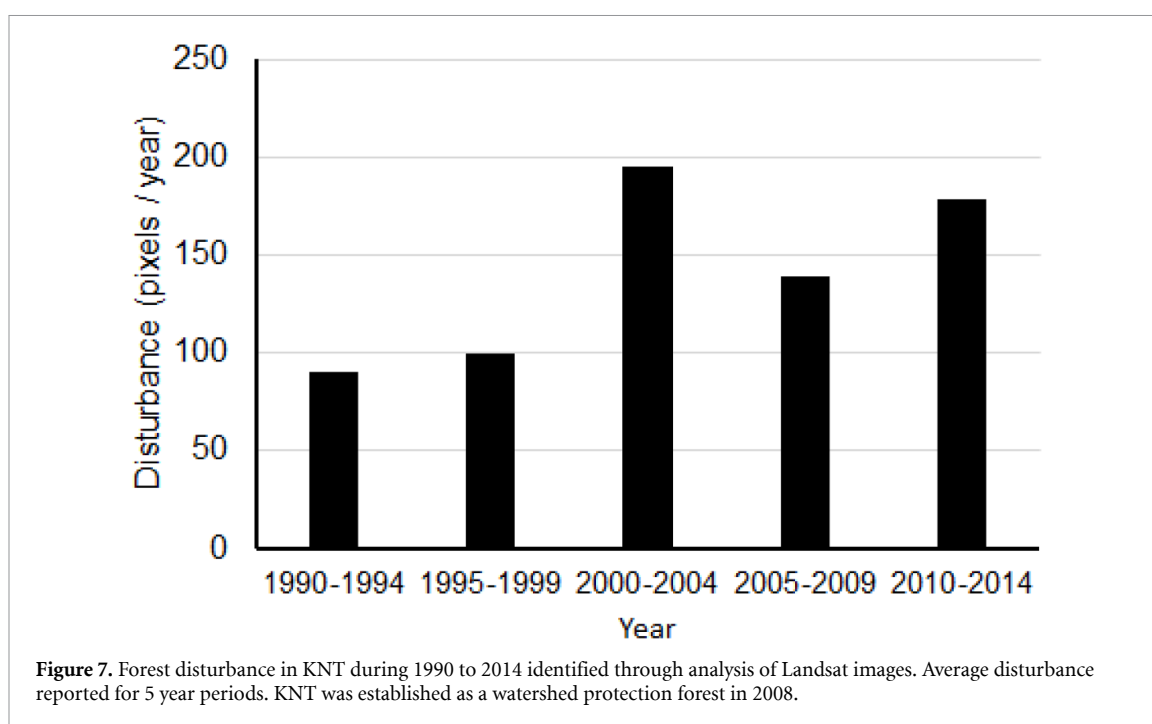 250
200
150
100
50
0
Disturbance (pixels / year)
1990-1994 1995-1999 2000-2004 2005-2009 2010-2014
Year
Figure 7. Forest disturbance in KNT during 1990 to 2014 identified through analysis of Landsat images. Average disturbance
reported for 5 year periods. KNT was established as a watershed protection forest in 2008.